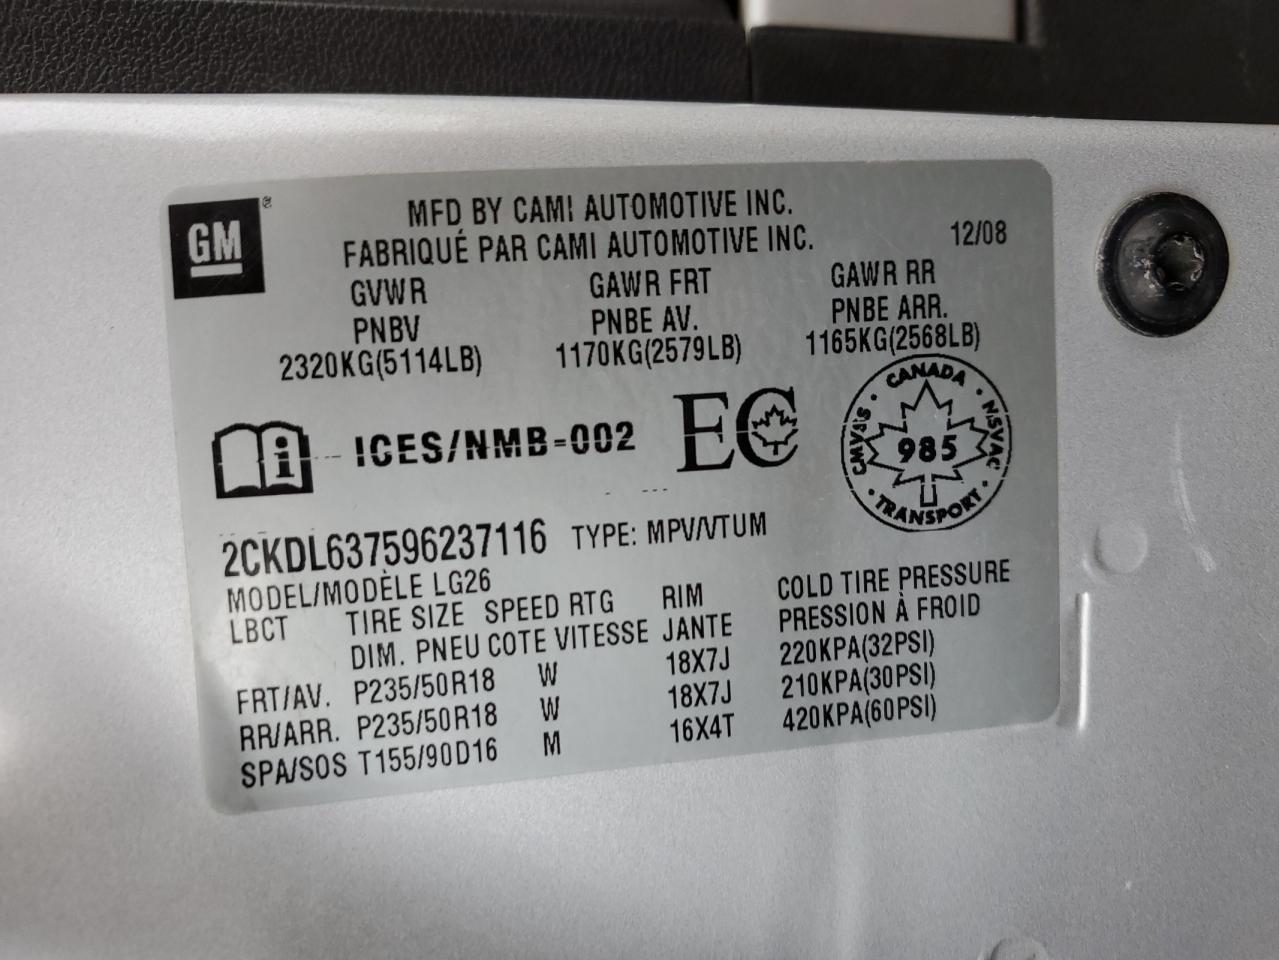 GM®
MFD BY CAMI AUTOMOTIVE INC.
FABRIQUÉ PAR CAMI AUTOMOTIVE INC.
12/08
GVWR GAWR FRT GAWR RR
PNBV PNBE AV. PNBE ARR.
2320KG(5114LB) 1170KG(2579LB) 1165KG(2568LB)
i ICES/NMB-002 EC
CANADA
CMVSS NSVAC
985
TRANSPORT
2CKDL637596237116 TYPE: MPV/VTUM
MODEL/MODÈLE LG26
LBCT TIRE SIZE SPEED RTG RIM COLD TIRE PRESSURE
DIM. PNEU COTE VITESSE JANTE PRESSION À FROID
FRT/AV. P235/50R18 W 18X7J 220KPA(32PSI)
RR/ARR. P235/50R18 W 18X7J 210KPA(30PSI)
SPA/SOS T155/90D16 M 16X4T 420KPA(60PSI)